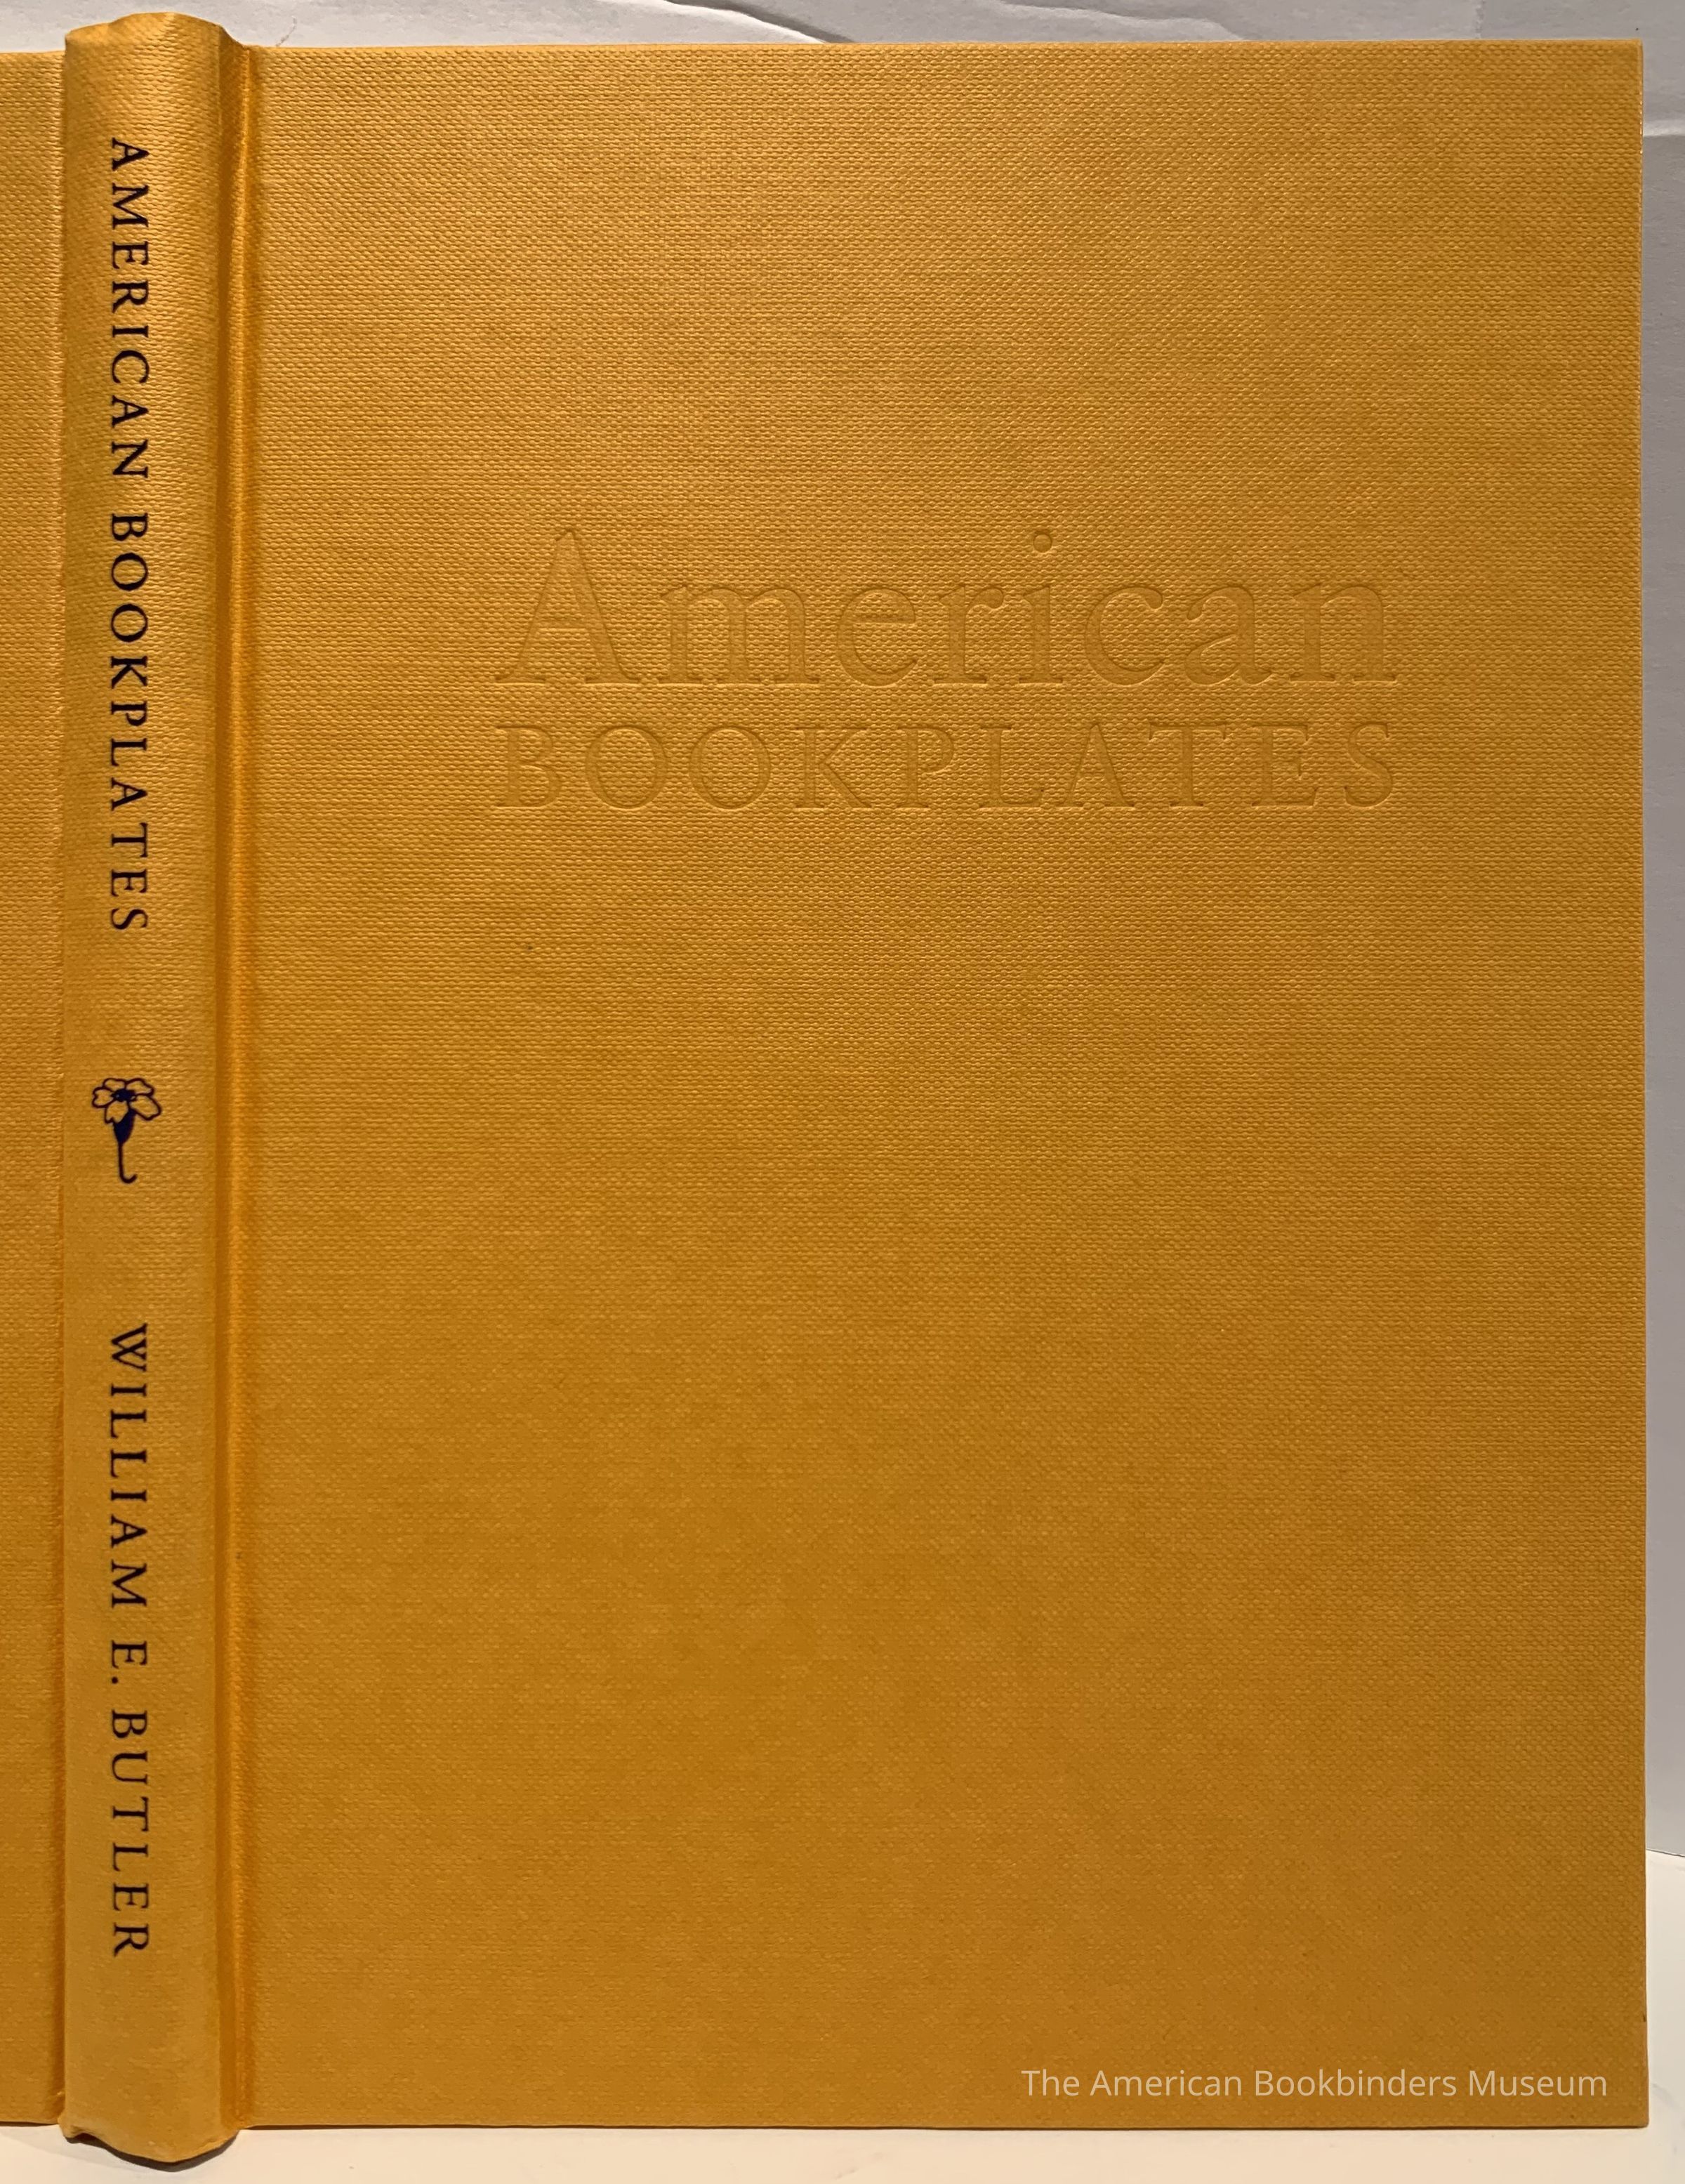 AMERICAN BOOKPLATES
WILLIAM E. BUTLER
American
BOOKPLATES
The American Bookbinders Museum